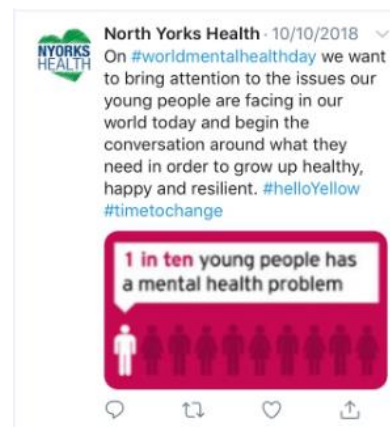 NYORKS
HEALTH
North Yorks Health · 10/10/2018
On #worldmentalhealthday we want
to bring attention to the issues our
young people are facing in our
world today and begin the
conversation around what they
need in order to grow up healthy,
happy and resilient. #helloYellow
#timetochange
1 in ten young people has
a mental health problem